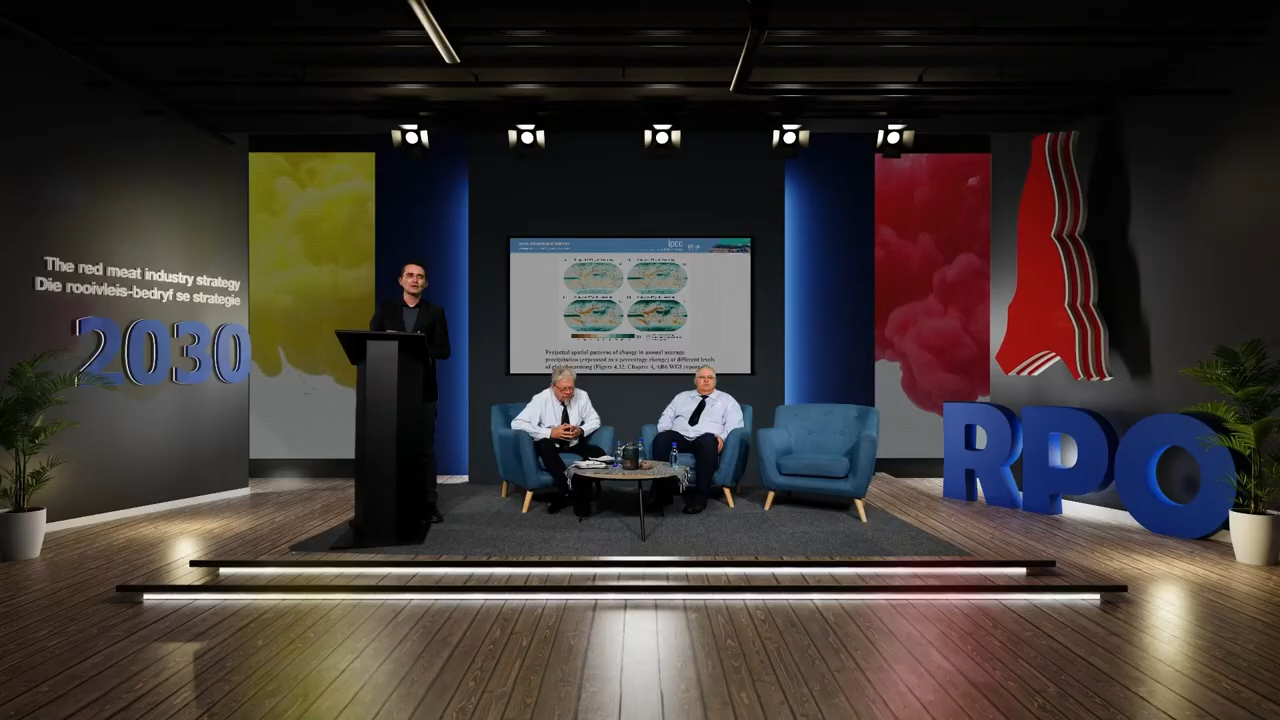 The red meat industry strategy
Die rooivleis-bedryf se strategie
2030
ipcc
Projected spatial patterns of change in annual average
precipitation (expressed as a percentage change) at different levels
of global warming (Figure 4.32, Chapter 4, AR6 WGI report)
RPO